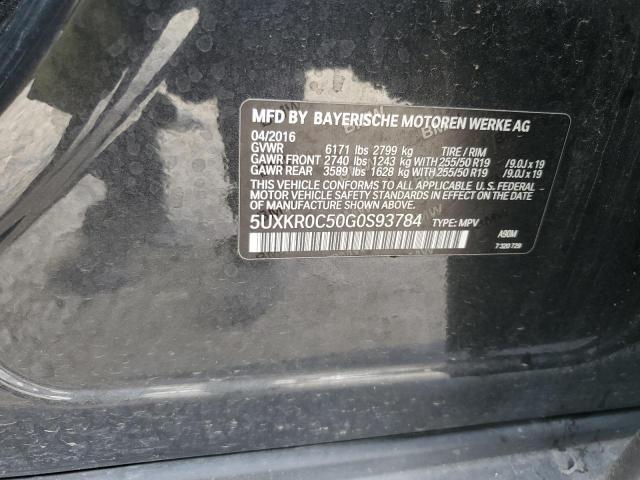 MFD BY BAYERISCHE MOTOREN WERKE AG
04/2016
GVWR 6171 lbs 2799 kg TIRE / RIM
GAWR FRONT 2740 lbs 1243 kg WITH 255/50 R19 /9.0J x 19
GAWR REAR 3589 lbs 1628 kg WITH 255/50 R19 /9.0J x 19
THIS VEHICLE CONFORMS TO ALL APPLICABLE U.S. FEDERAL
MOTOR VEHICLE SAFETY STANDARDS IN EFFECT ON THE
DATE OF MANUFACTURE SHOWN ABOVE.
5UXKR0C50G0S93784 TYPE: MPV
A90M
7 320 729